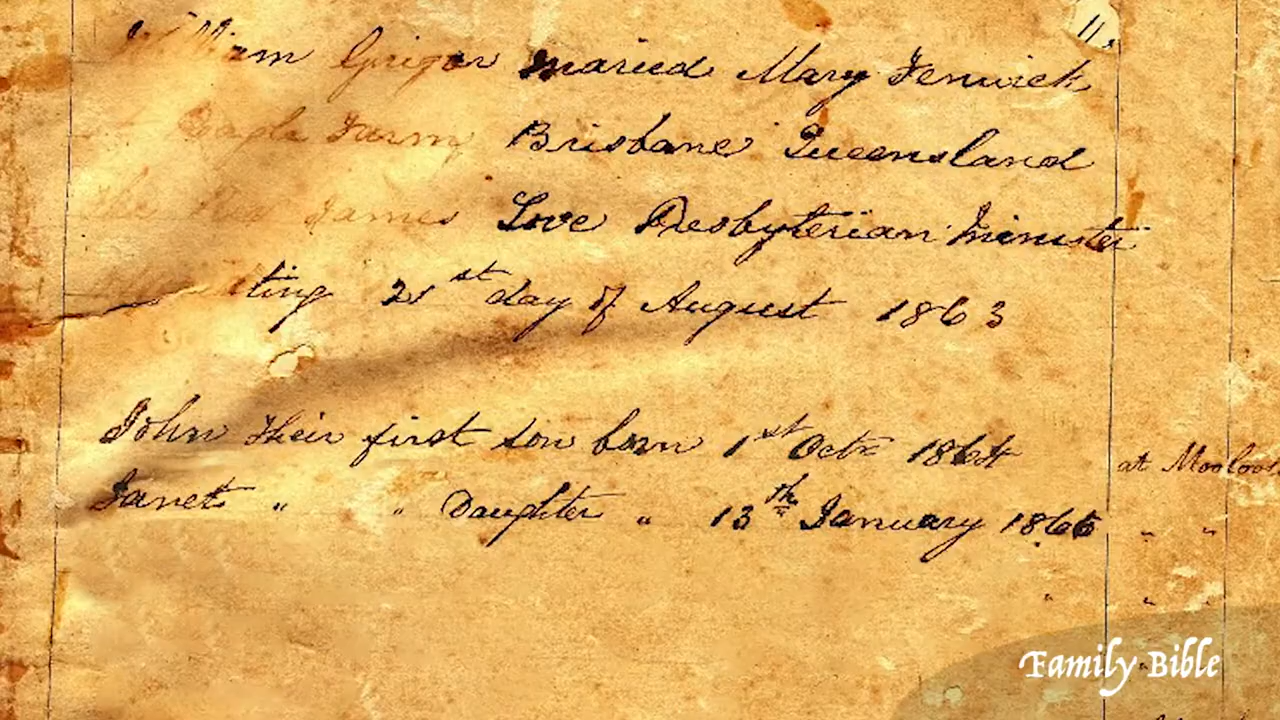 11.
William Grigor maried Mary Fenwick
Eagle Farm Brisbane Queensland
the Rev James Love Presbyterian Minister
21st day of August 1863
John their first son born 1st Octr 1864 at Mooloo
Janet " " Daughter " 13th January 1866 " "
" "
Family Bible